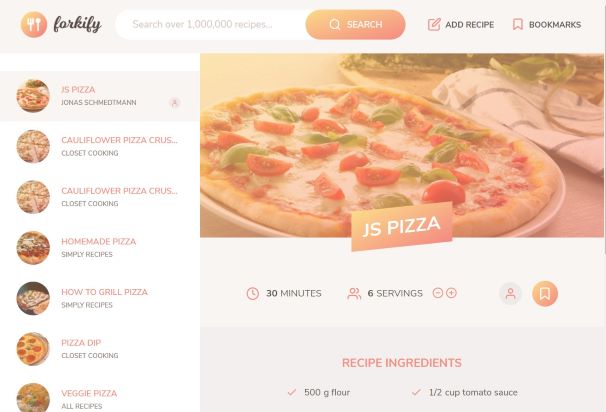 forkify
Search over 1,000,000 recipes...
SEARCH
ADD RECIPE
BOOKMARKS
JS PIZZA
JONAS SCHMEDTMANN
CAULIFLOWER PIZZA CRUS...
CLOSET COOKING
CAULIFLOWER PIZZA CRUS...
CLOSET COOKING
HOMEMADE PIZZA
SIMPLY RECIPES
HOW TO GRILL PIZZA
SIMPLY RECIPES
PIZZA DIP
CLOSET COOKING
VEGGIE PIZZA
ALL RECIPES
JS PIZZA
30 MINUTES
6 SERVINGS
RECIPE INGREDIENTS
500 g flour
1/2 cup tomato sauce